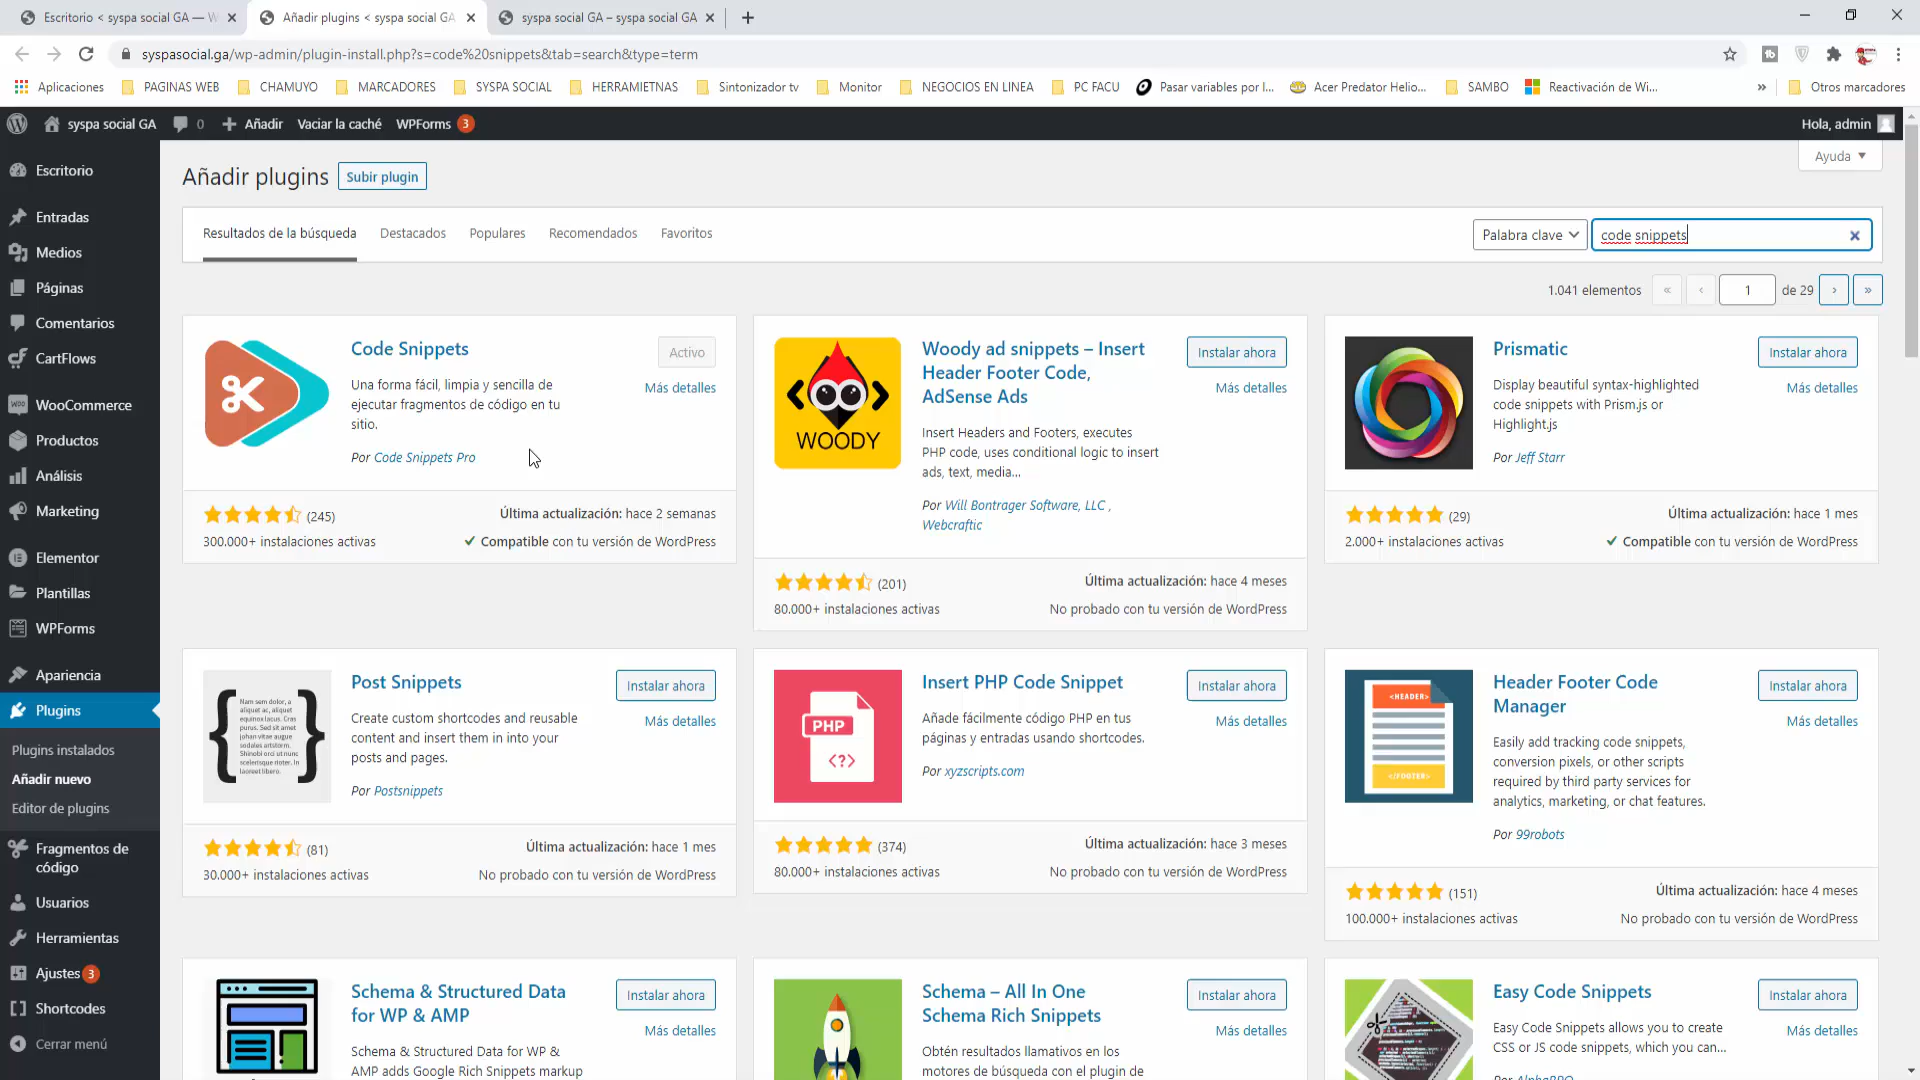 Escritorio < syspa social GA — W
Añadir plugins < syspa social GA
syspa social GA – syspa social GA
syspasocial.ga/wp-admin/plugin-install.php?s=code%20snippets&tab=search&type=term
Aplicaciones
PAGINAS WEB
CHAMUYO
MARCADORES
SYSPA SOCIAL
HERRAMIETNAS
Sintonizador tv
Monitor
NEGOCIOS EN LINEA
PC FACU
Pasar variables por l...
Acer Predator Helio...
SAMBO
Reactivación de Wi...
Otros marcadores
syspa social GA
0
Añadir
Vaciar la caché
WPForms 3
Hola, admin
Escritorio
Entradas
Medios
Páginas
Comentarios
CartFlows
WooCommerce
Productos
Análisis
Marketing
Elementor
Plantillas
WPForms
Apariencia
Plugins
Plugins instalados
Añadir nuevo
Editor de plugins
Fragmentos de
código
Usuarios
Herramientas
Ajustes 3
Shortcodes
Cerrar menú
Ayuda
Añadir plugins
Subir plugin
Resultados de la búsqueda
Destacados
Populares
Recomendados
Favoritos
Palabra clave
code snippets
1.041 elementos
« ‹ 1 de 29 › »
Code Snippets
Activo
Más detalles
Una forma fácil, limpia y sencilla de
ejecutar fragmentos de código en tu
sitio.
Por Code Snippets Pro
(245)
300.000+ instalaciones activas
Última actualización: hace 2 semanas
Compatible con tu versión de WordPress
WOODY
Woody ad snippets – Insert
Header Footer Code,
AdSense Ads
Instalar ahora
Más detalles
Insert Headers and Footers, executes
PHP code, uses conditional logic to insert
ads, text, media...
Por Will Bontrager Software, LLC ,
Webcraftic
(201)
80.000+ instalaciones activas
Última actualización: hace 4 meses
No probado con tu versión de WordPress
Prismatic
Instalar ahora
Más detalles
Display beautiful syntax-highlighted
code snippets with Prism.js or
Highlight.js
Por Jeff Starr
(29)
2.000+ instalaciones activas
Última actualización: hace 1 mes
Compatible con tu versión de WordPress
Post Snippets
Instalar ahora
Más detalles
Create custom shortcodes and reusable
content and insert them in into your
posts and pages.
Por Postsnippets
(81)
30.000+ instalaciones activas
Última actualización: hace 1 mes
No probado con tu versión de WordPress
PHP
<?>
Insert PHP Code Snippet
Instalar ahora
Más detalles
Añade fácilmente código PHP en tus
páginas y entradas usando shortcodes.
Por xyzscripts.com
(374)
80.000+ instalaciones activas
Última actualización: hace 3 meses
No probado con tu versión de WordPress
<HEADER>
</FOOTER>
Header Footer Code
Manager
Instalar ahora
Más detalles
Easily add tracking code snippets,
conversion pixels, or other scripts
required by third party services for
analytics, marketing, or chat features.
Por 99robots
(151)
100.000+ instalaciones activas
Última actualización: hace 4 meses
No probado con tu versión de WordPress
Schema & Structured Data
for WP & AMP
Instalar ahora
Más detalles
Schema & Structured Data for WP &
AMP adds Google Rich Snippets markup
Schema – All In One
Schema Rich Snippets
Instalar ahora
Más detalles
Obtén resultados llamativos en los
motores de búsqueda con el plugin de
Easy Code Snippets
Instalar ahora
Más detalles
Easy Code Snippets allows you to create
CSS or JS code snippets, which you can...